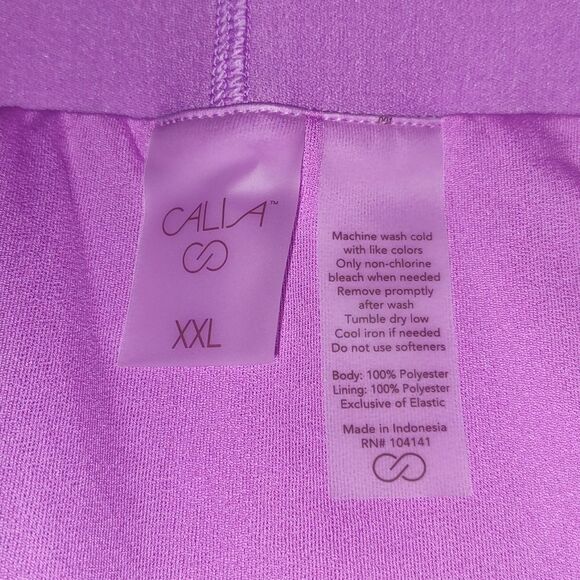 CALIA™
XXL
Machine wash cold
with like colors
Only non-chlorine
bleach when needed
Remove promptly
after wash
Tumble dry low
Cool iron if needed
Do not use softeners
Body: 100% Polyester
Lining: 100% Polyester
Exclusive of Elastic
Made in Indonesia
RN# 104141